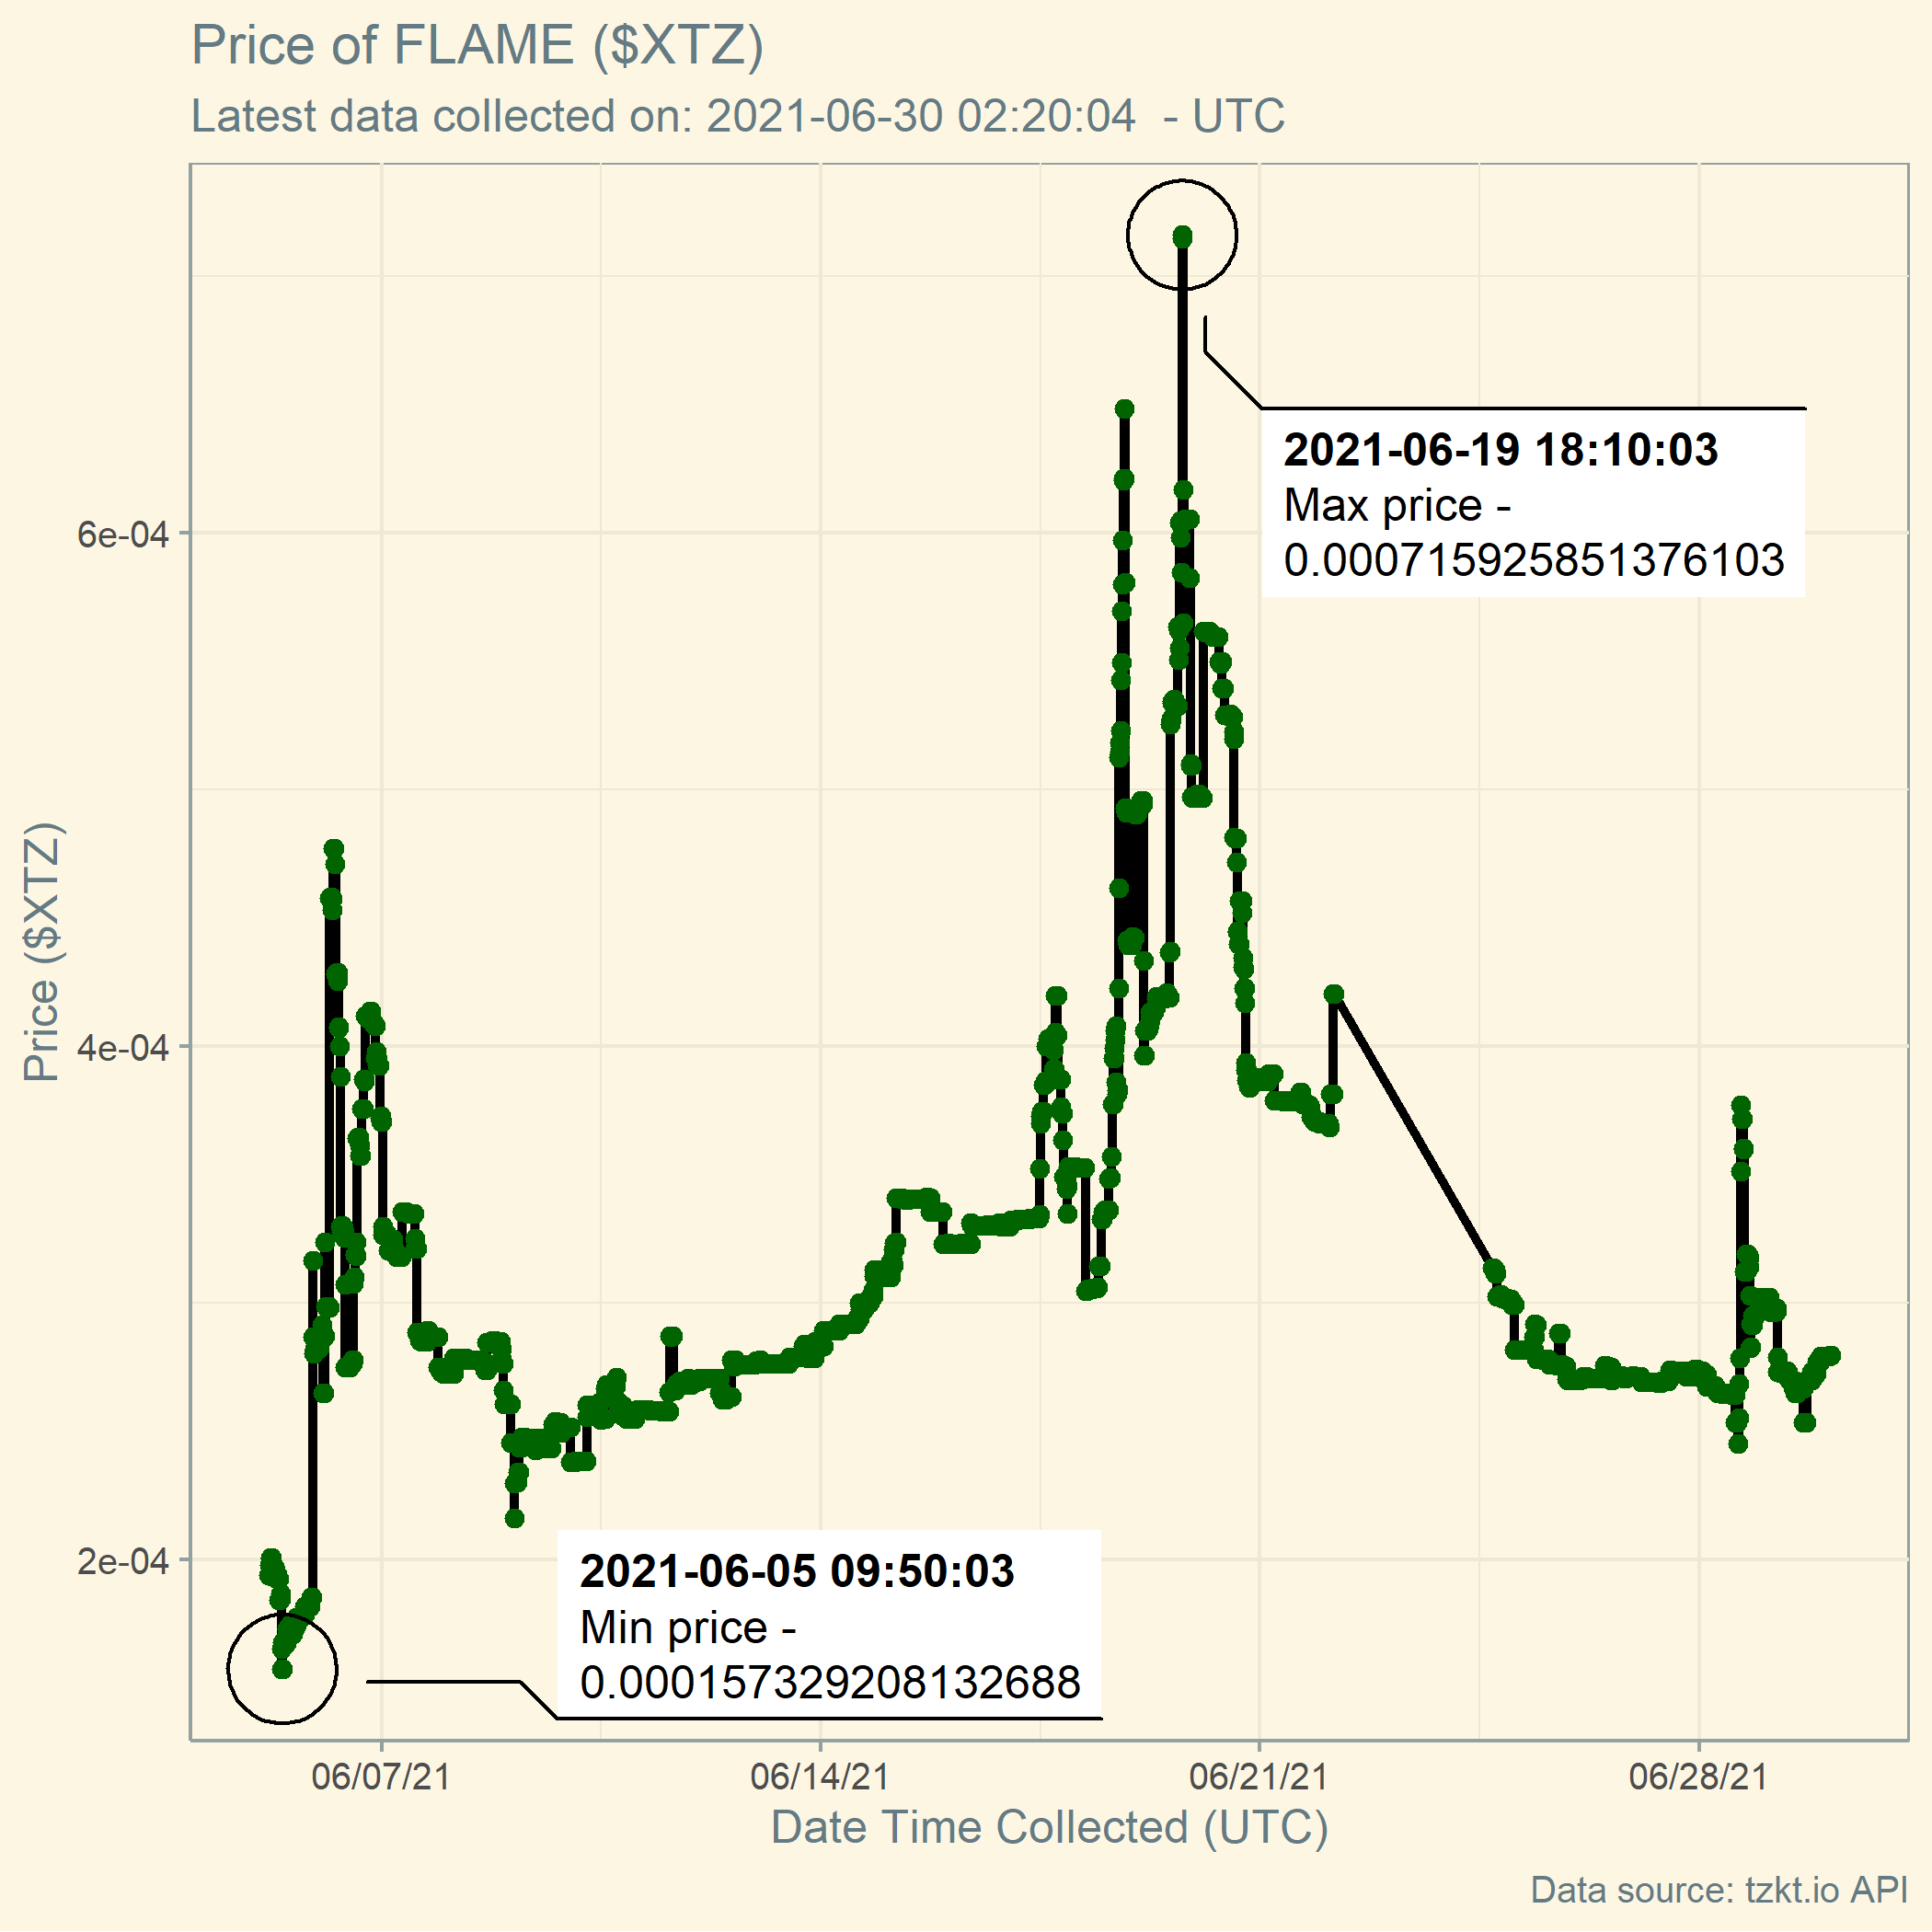 Price of FLAME ($XTZ)
Latest data collected on: 2021-06-30 02:20:04  - UTC
2021-06-19 18:10:03
Max price -
0.000715925851376103
6e-04
Price ($XTZ)
4e-04
2e-04
2021-06-05 09:50:03
Min price -
0.000157329208132688
06/07/21
06/14/21
06/21/21
06/28/21
Date Time Collected (UTC)
Data source: tzkt.io API